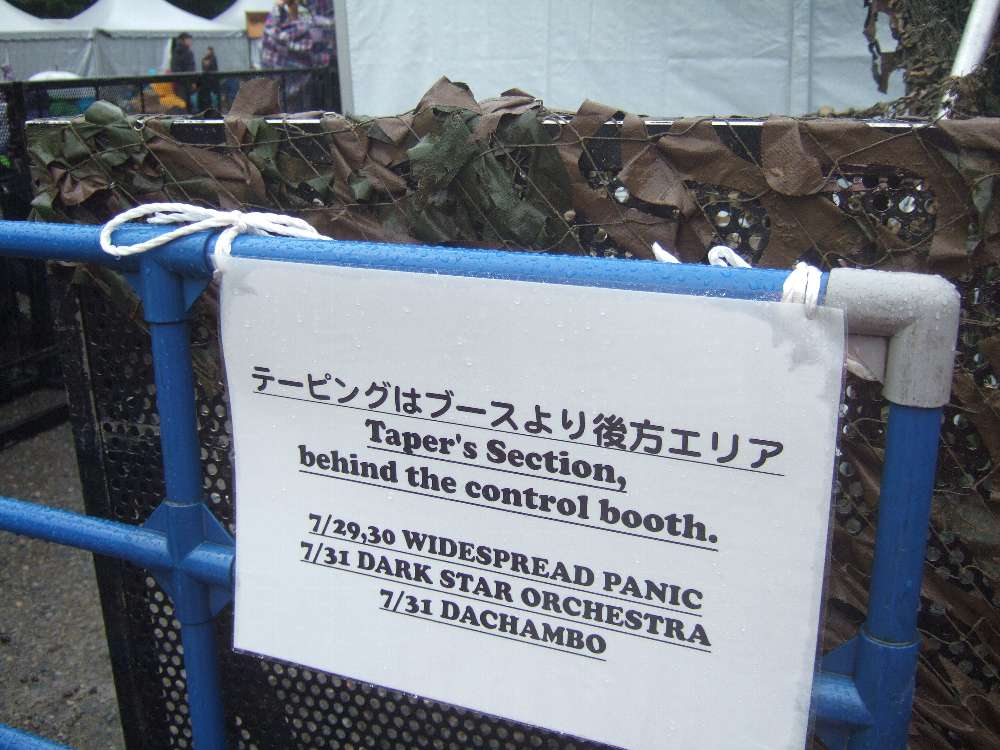 テーピングはブースより後方エリア
Taper's Section,
behind the control booth.
7/29,30 WIDESPREAD PANIC
7/31 DARK STAR ORCHESTRA
7/31 DACHAMBO